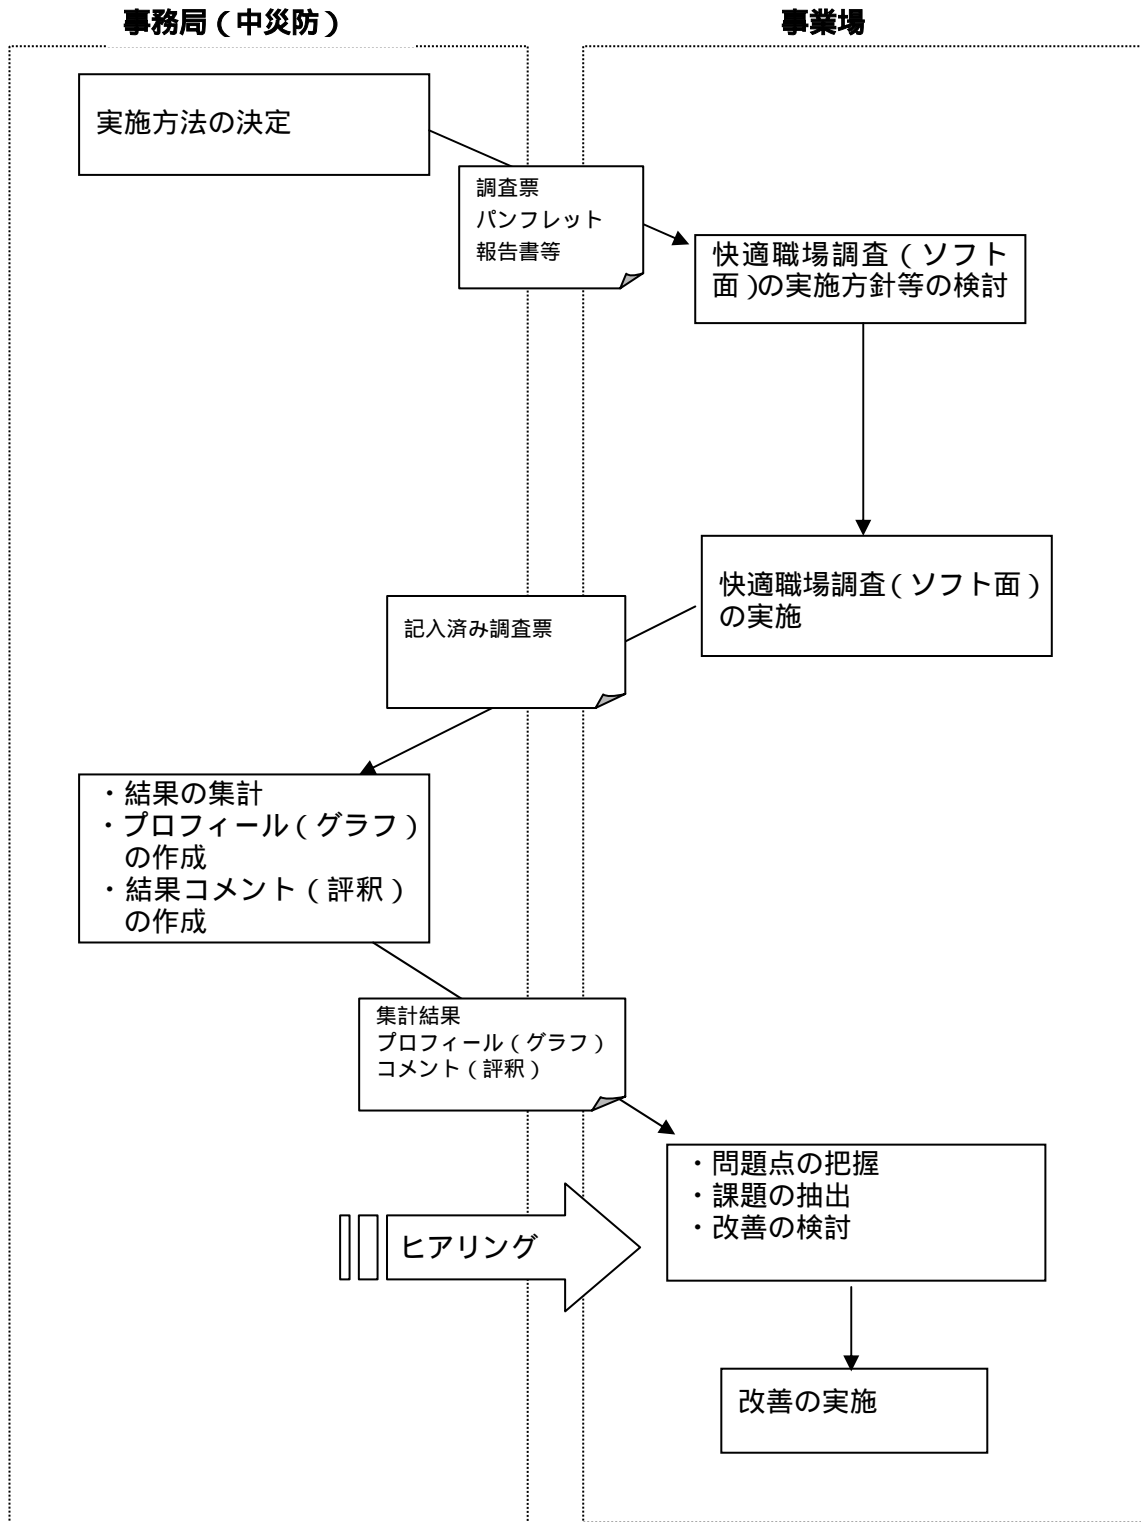 事務局(中災防)
事業場
実施方法の決定
調査票
パンフレット
報告書等
快適職場調査(ソフト
面)の実施方針等の検討
快適職場調査(ソフト面)
の実施
記入済み調査票
・結果の集計
・プロフィール(グラフ)
の作成
・結果コメント(評釈)
の作成
集計結果
プロフィール(グラフ)
コメント(評釈)
・問題点の把握
・課題の抽出
・改善の検討
ヒアリング
改善の実施